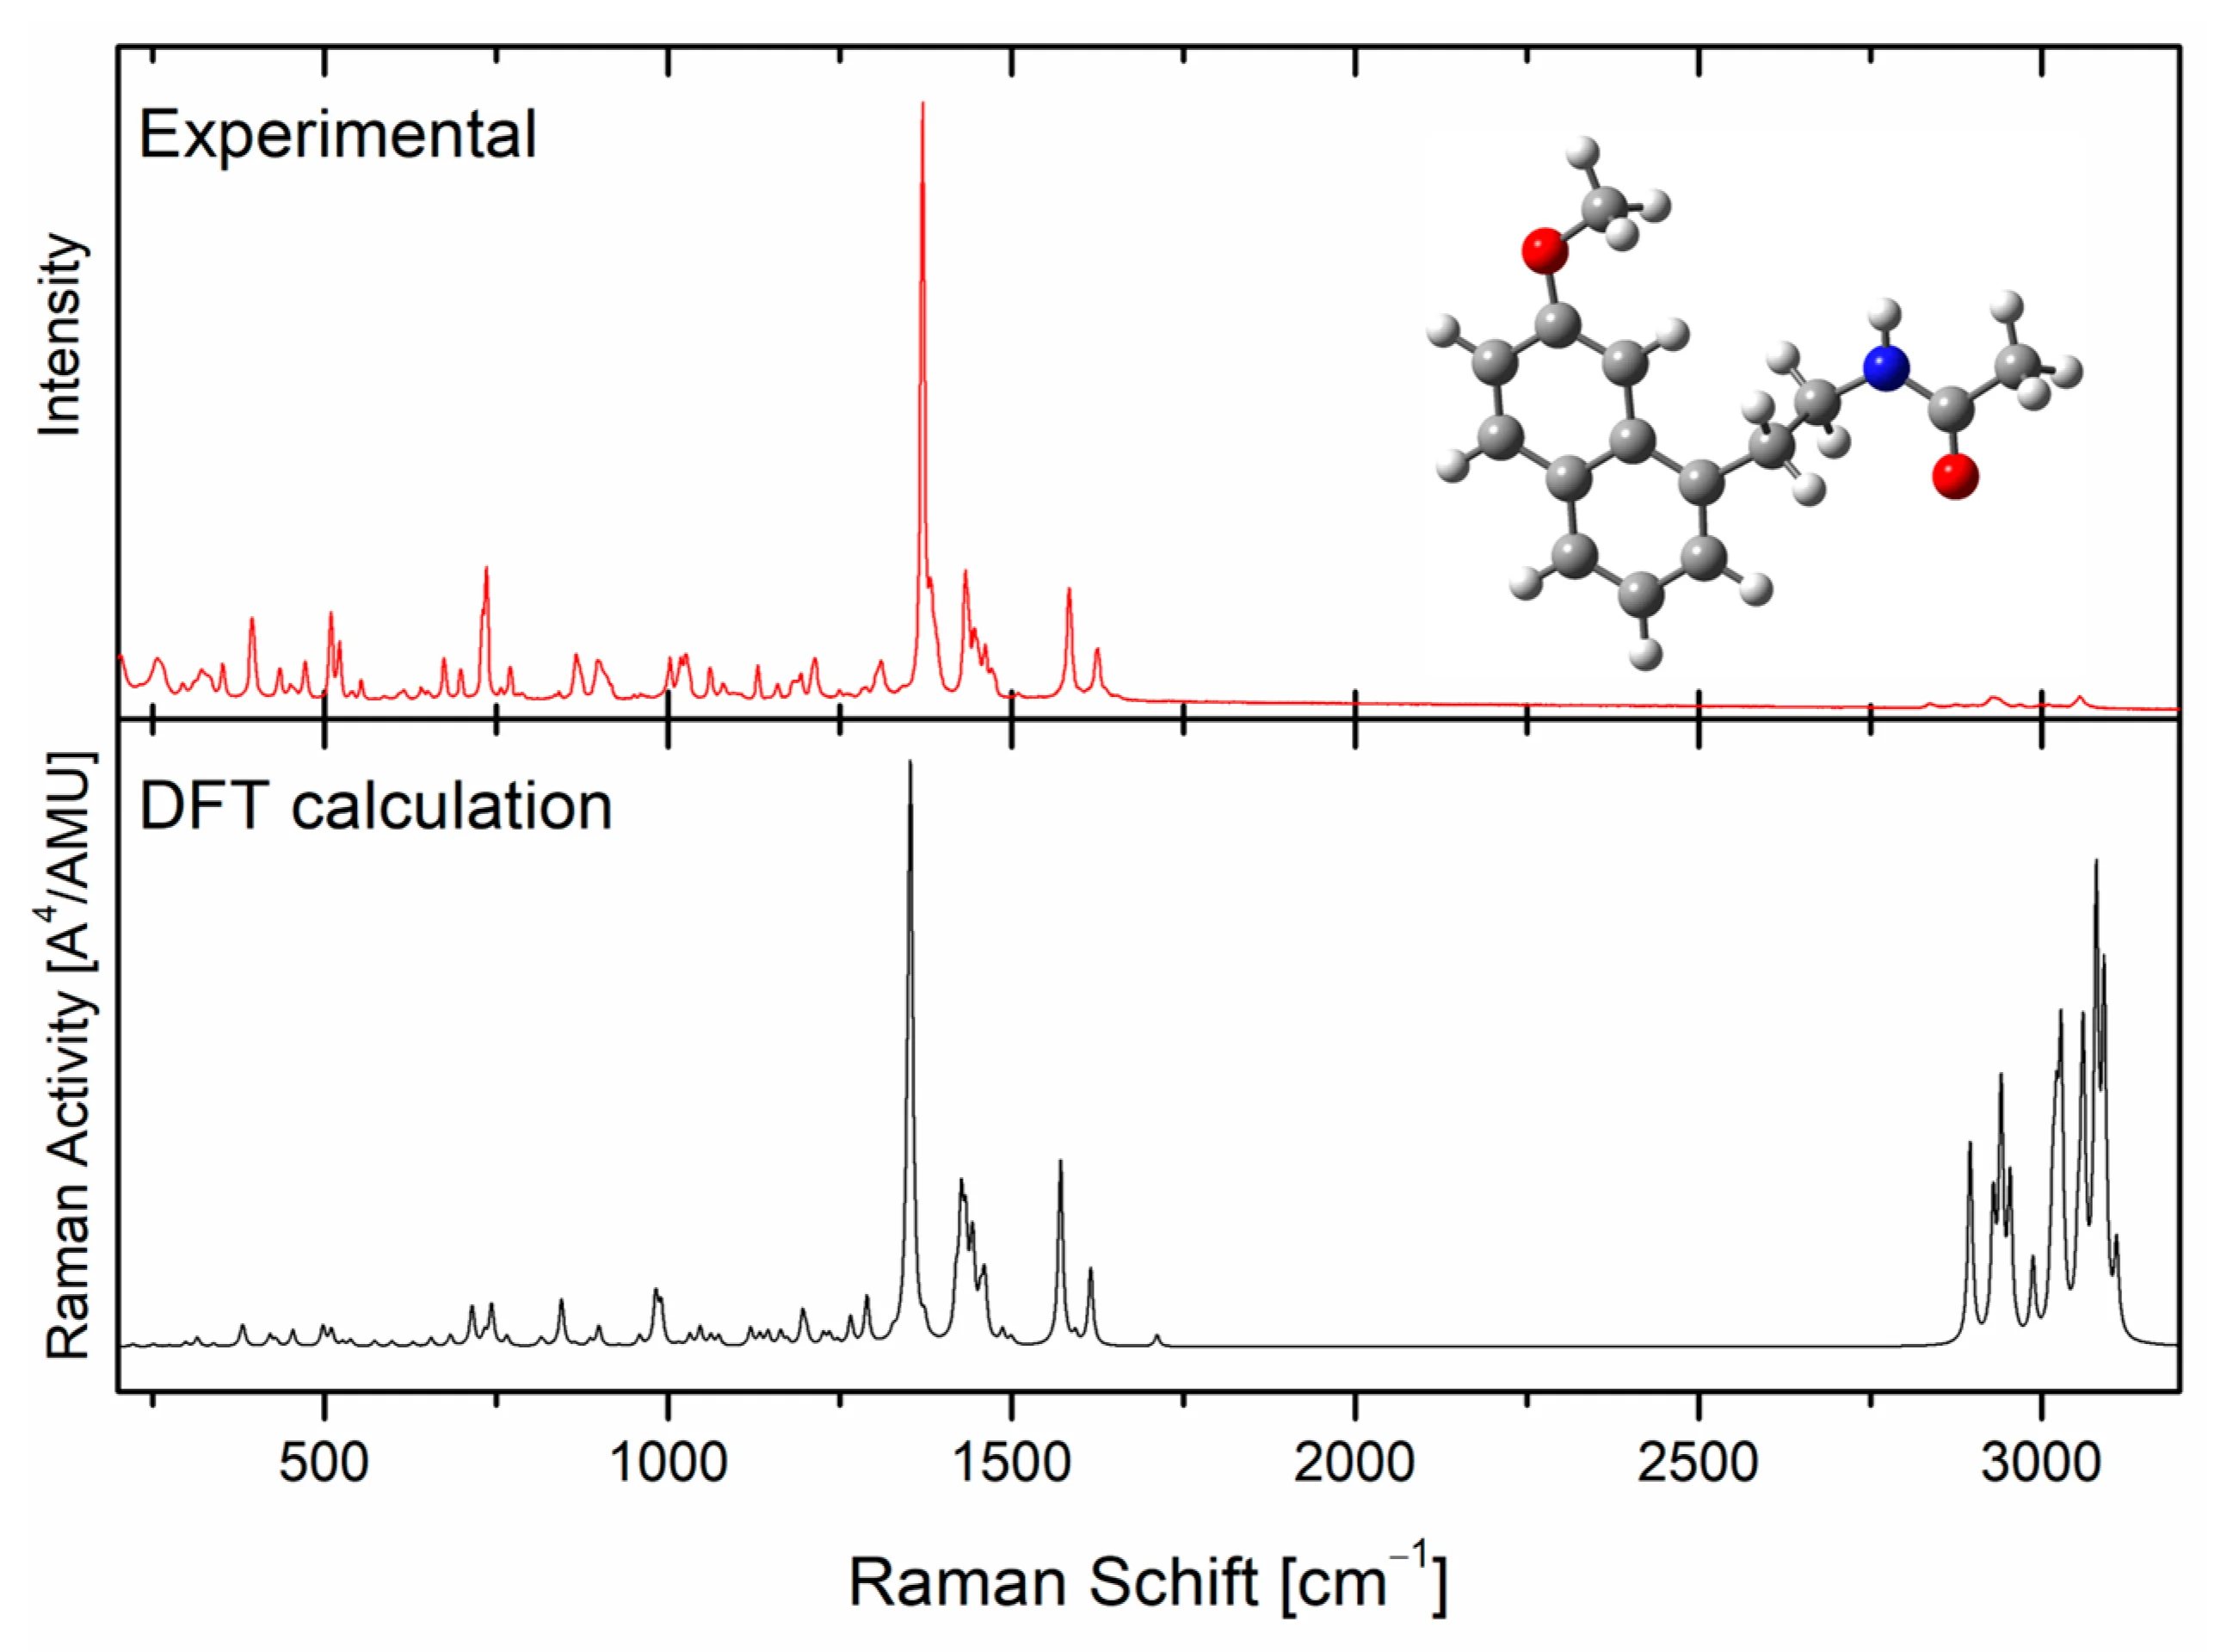 Experimental
Intensity
DFT calculation
Raman Activity [A⁴/AMU]
500 1000 1500 2000 2500 3000
Raman Schift [cm⁻¹]